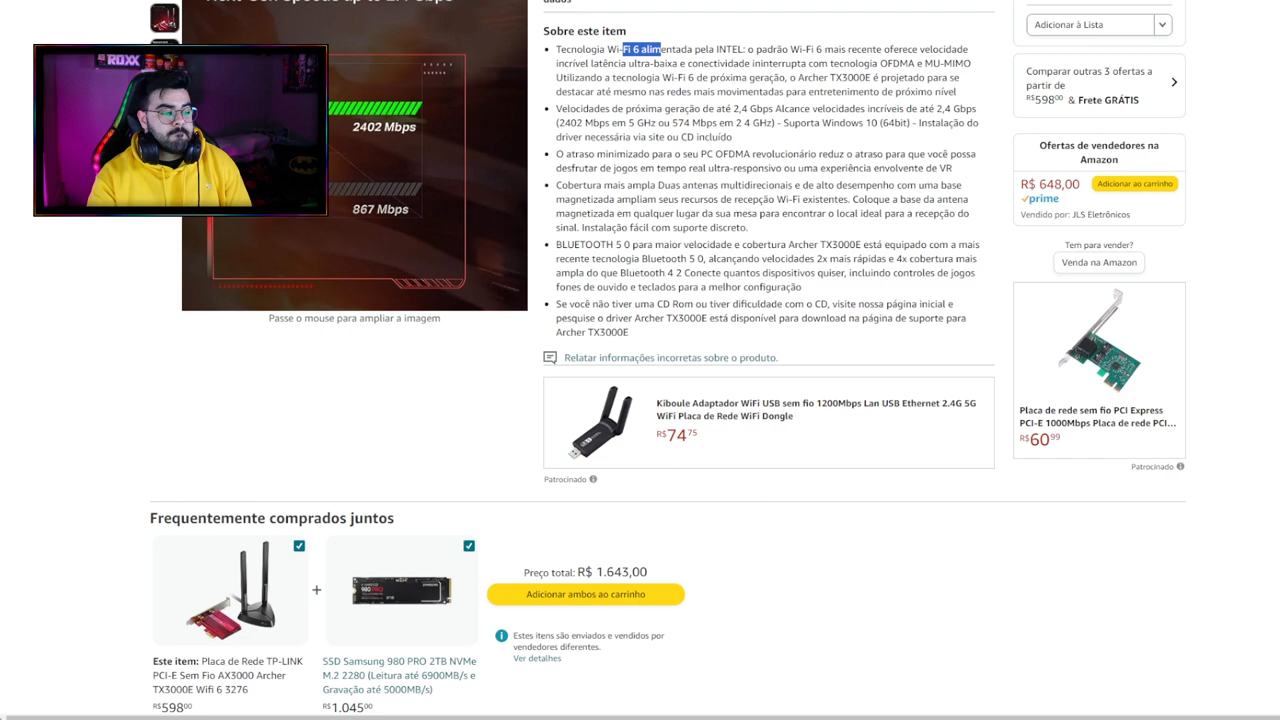 Next-Gen Speeds up to 2.4 Gbps
ROXX
2402 Mbps
867 Mbps
Passe o mouse para ampliar a imagem
dados
Sobre este item
Tecnologia Wi-Fi 6 alimentada pela INTEL: o padrão Wi-Fi 6 mais recente oferece velocidade
incrível latência ultra-baixa e conectividade ininterrupta com tecnologia OFDMA e MU-MIMO
Utilizando a tecnologia Wi-Fi 6 de próxima geração, o Archer TX3000E é projetado para se
destacar até mesmo nas redes mais movimentadas para entretenimento de próximo nível
Velocidades de próxima geração de até 2,4 Gbps Alcance velocidades incríveis de até 2,4 Gbps
(2402 Mbps em 5 GHz ou 574 Mbps em 2 4 GHz) - Suporta Windows 10 (64bit) - Instalação do
driver necessária via site ou CD incluído
O atraso minimizado para o seu PC OFDMA revolucionário reduz o atraso para que você possa
desfrutar de jogos em tempo real ultra-responsivo ou uma experiência envolvente de VR
Cobertura mais ampla Duas antenas multidirecionais e de alto desempenho com uma base
magnetizada ampliam seus recursos de recepção Wi-Fi existentes. Coloque a base da antena
magnetizada em qualquer lugar da sua mesa para encontrar o local ideal para a recepção do
sinal. Instalação fácil com suporte discreto.
BLUETOOTH 5 0 para maior velocidade e cobertura Archer TX3000E está equipado com a mais
recente tecnologia Bluetooth 5 0, alcançando velocidades 2x mais rápidas e 4x cobertura mais
ampla do que Bluetooth 4 2 Conecte quantos dispositivos quiser, incluindo controles de jogos
fones de ouvido e teclados para a melhor configuração
Se você não tiver uma CD Rom ou tiver dificuldade com o CD, visite nossa página inicial e
pesquise o driver Archer TX3000E está disponível para download na página de suporte para
Archer TX3000E
Relatar informações incorretas sobre o produto.
Kiboule Adaptador WiFi USB sem fio 1200Mbps Lan USB Ethernet 2.4G 5G
WiFi Placa de Rede WiFi Dongle
R$74 75
Patrocinado
Adicionar à Lista
Comparar outras 3 ofertas a
partir de
R$598 00 & Frete GRÁTIS
Ofertas de vendedores na
Amazon
R$ 648,00
Adicionar ao carrinho
prime
Vendido por: JLS Eletrônicos
Tem para vender?
Venda na Amazon
Placa de rede sem fio PCI Express
PCI-E 1000Mbps Placa de rede PCI...
R$60 99
Patrocinado
Frequentemente comprados juntos
+
Preço total: R$ 1.643,00
Adicionar ambos ao carrinho
Estes itens são enviados e vendidos por
vendedores diferentes.
Ver detalhes
Este item: Placa de Rede TP-LINK
PCI-E Sem Fio AX3000 Archer
TX3000E Wifi 6 3276
R$598 00
SSD Samsung 980 PRO 2TB NVMe
M.2 2280 (Leitura até 6900MB/s e
Gravação até 5000MB/s)
R$1.045 00